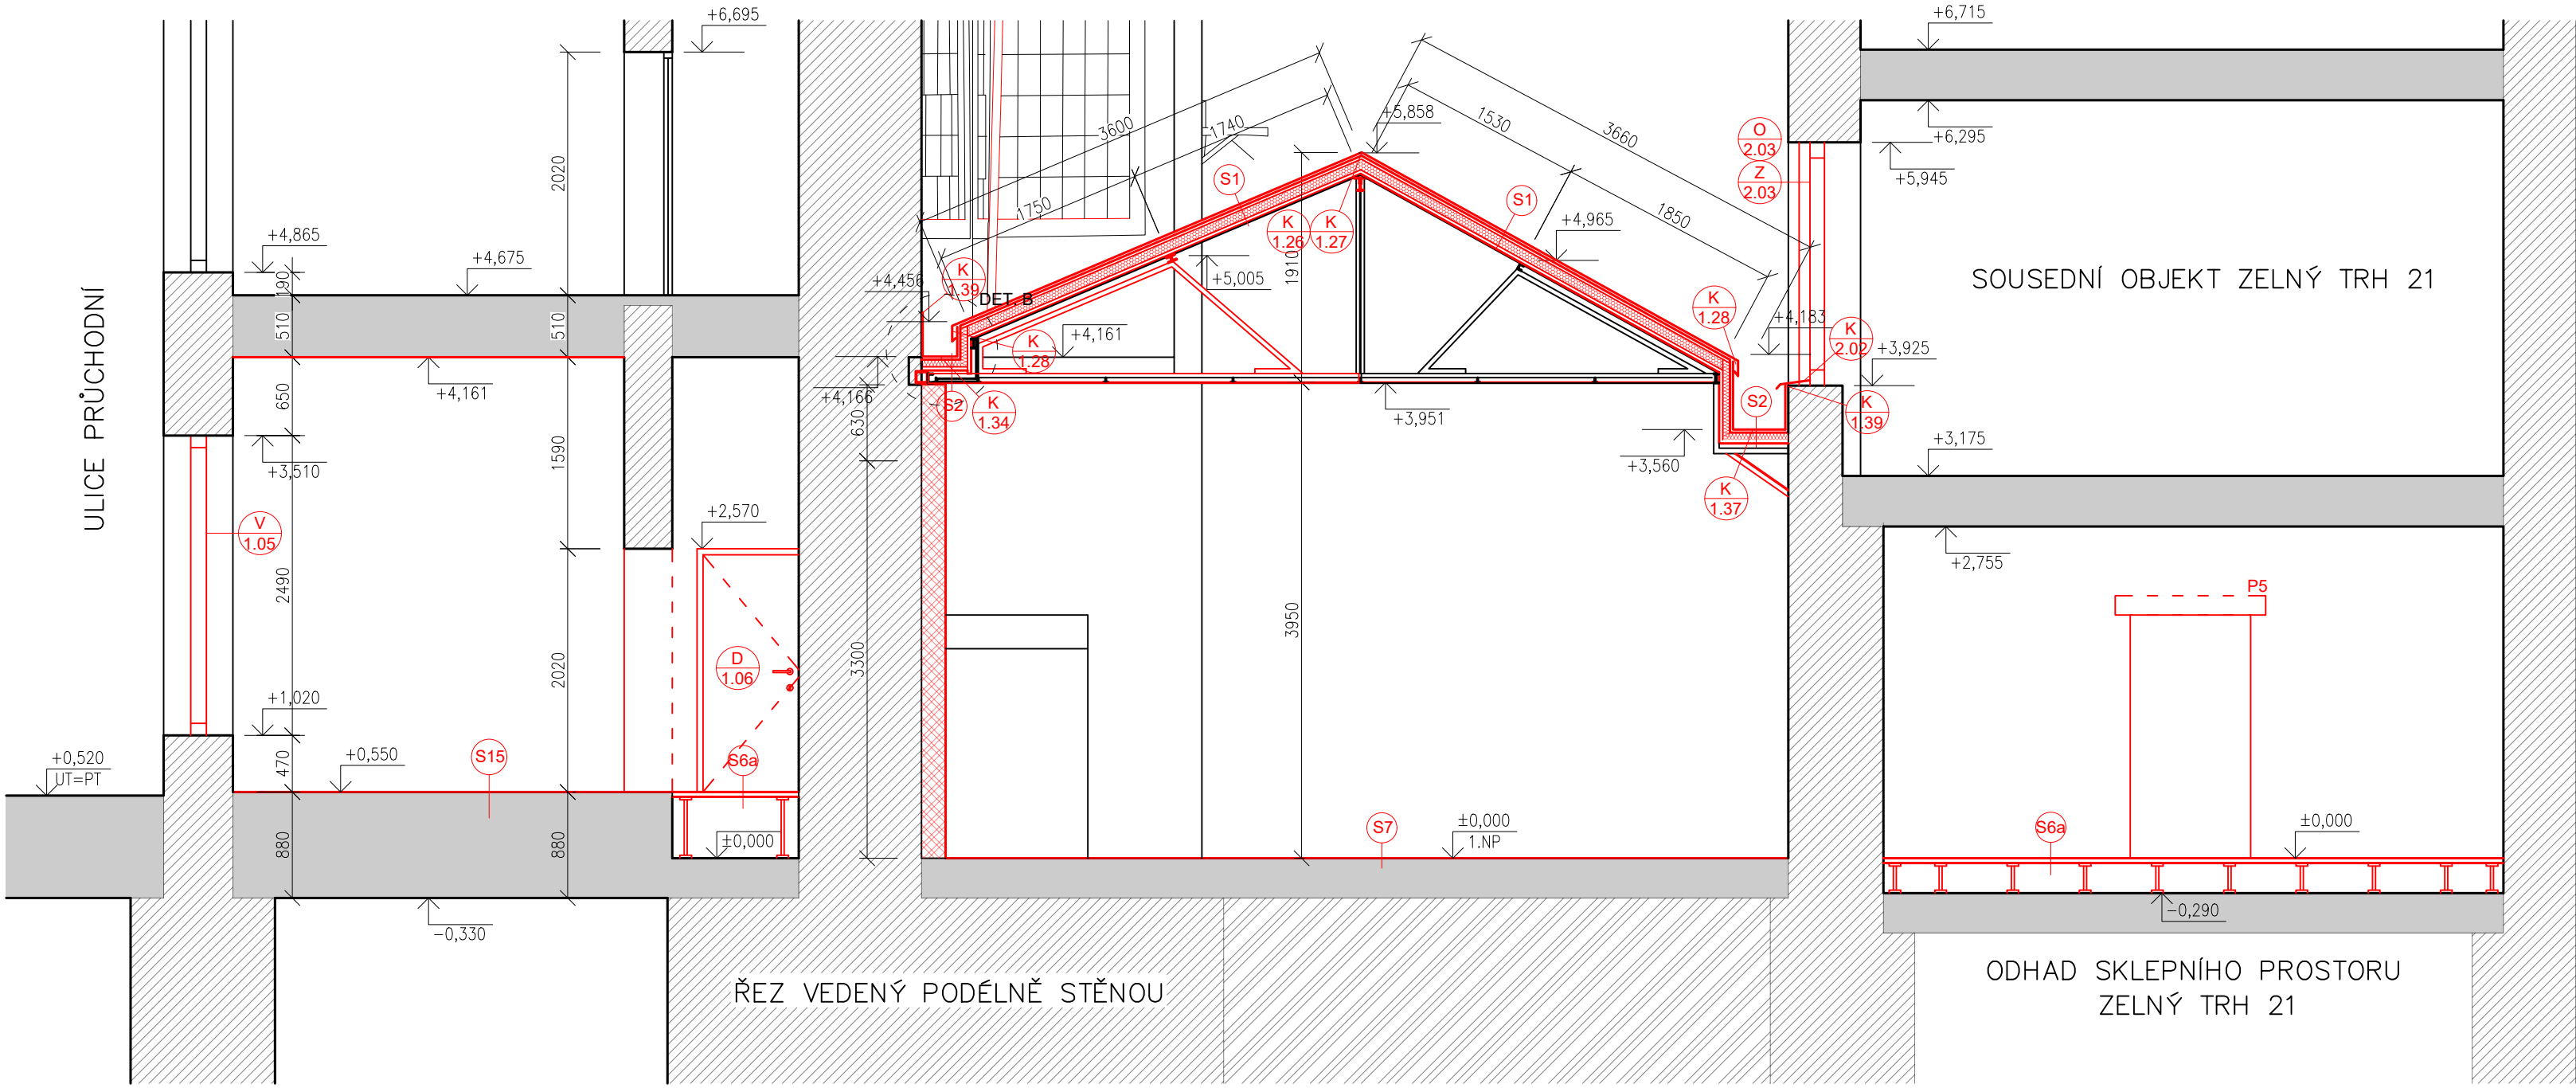 +6,695
2020
+4,865
190
+4,675
510
510
ULICE PRŮCHODNÍ
+4,161
650
+3,510
1590
V
1.05
2490
+2,570
2020
D
1.06
+1,020
470
+0,550
S15
S6a
+0,520
UT=PT
880
880
±0,000
-0,330
3600
1740
1750
+5,858
1530
3660
1850
S1
S1
K
1.26
K
1.27
1910
+4,965
+5,005
+4,456
K
1.39
DET. B
+4,161
K
1.28
K
1.28
+4,183
K
2.02
+3,925
+4,166
S2
K
1.34
630
+3,951
S2
K
1.39
+3,560
K
1.37
3300
3950
S7
±0,000
1.NP
O
2.03
Z
2.03
+6,715
+6,295
+5,945
SOUSEDNÍ OBJEKT ZELNÝ TRH 21
+3,175
+2,755
P5
S6a
±0,000
-0,290
ŘEZ VEDENÝ PODÉLNĚ STĚNOU
ODHAD SKLEPNÍHO PROSTORU
ZELNÝ TRH 21